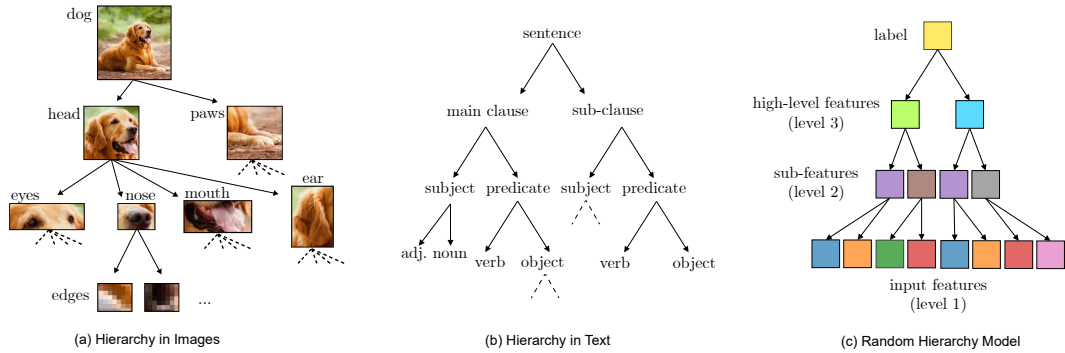 dog
head
paws
eyes
nose
mouth
ear
edges
...
(a) Hierarchy in Images
sentence
main clause
sub-clause
subject
predicate
subject
predicate
adj. noun
verb
object
verb
object
(b) Hierarchy in Text
label
high-level features
(level 3)
sub-features
(level 2)
input features
(level 1)
(c) Random Hierarchy Model